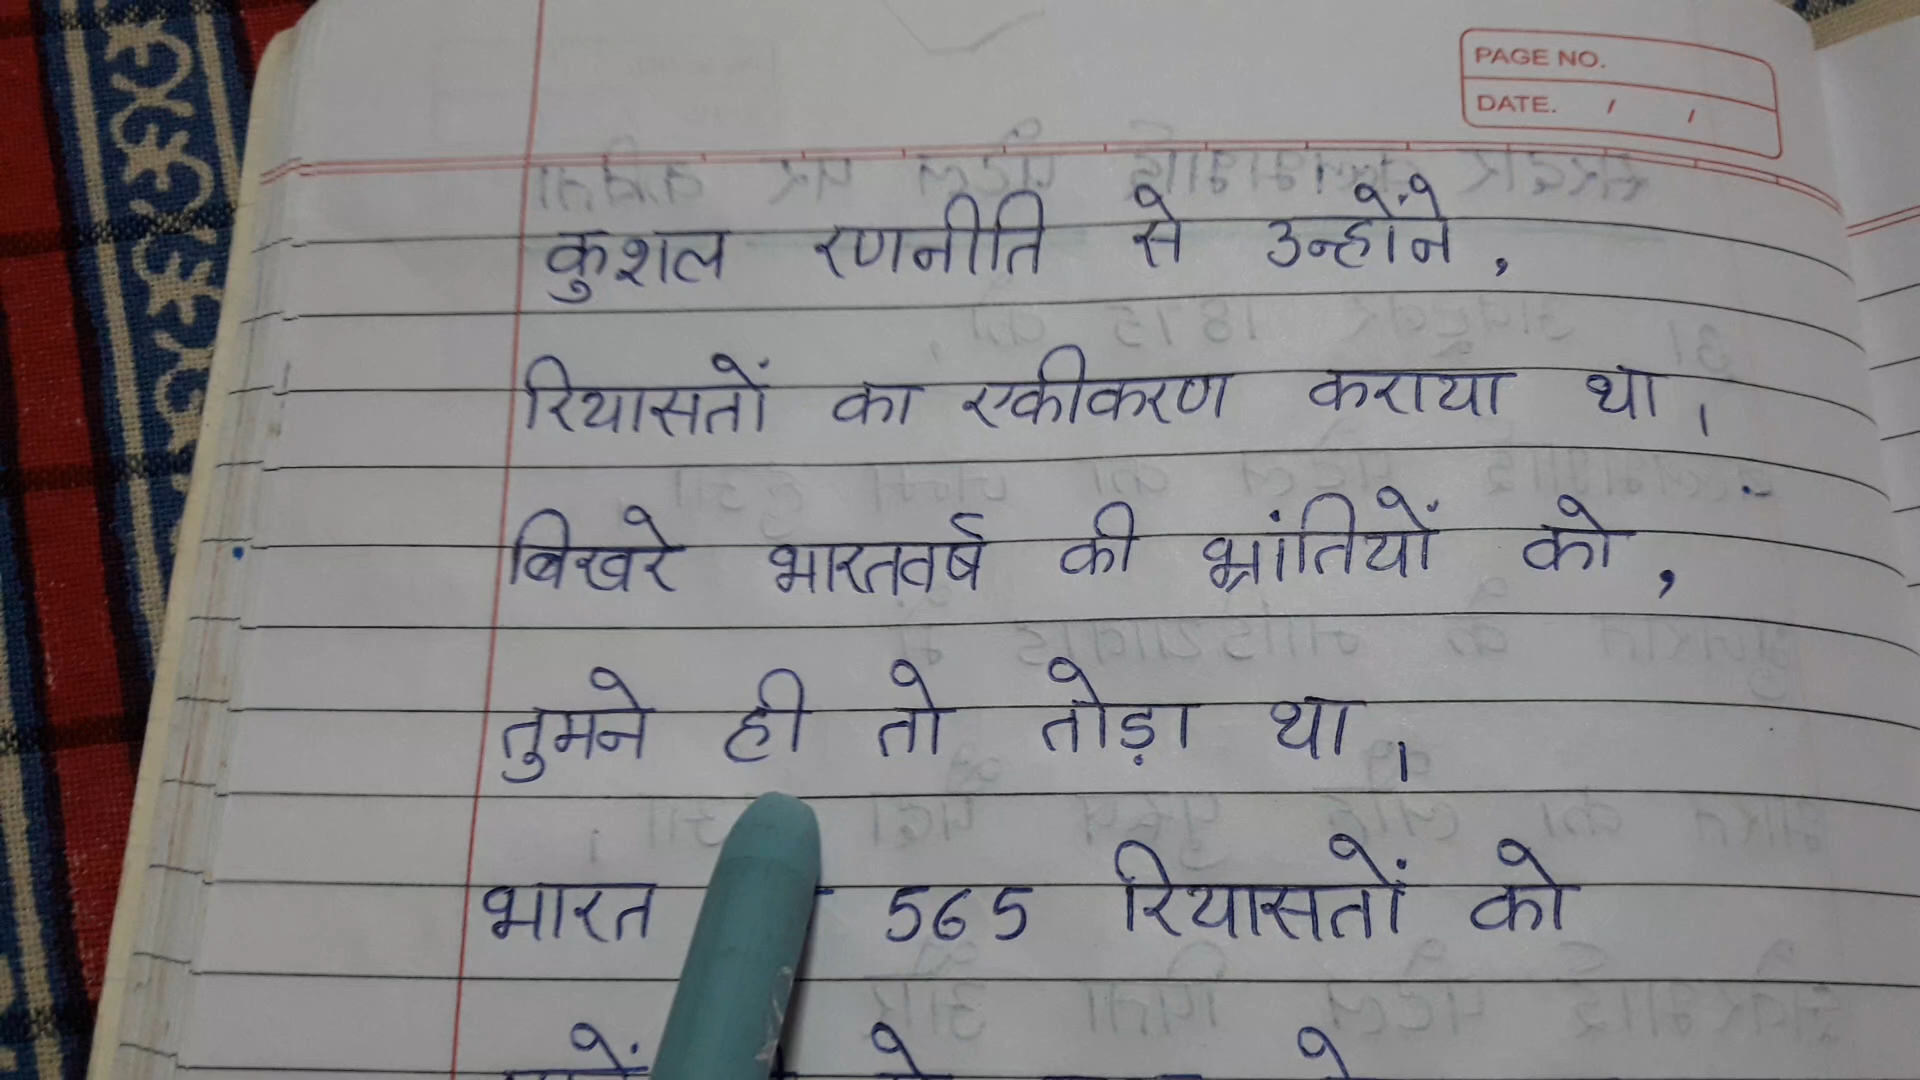 PAGE NO.
DATE. / /
कुशल रणनीति से उन्होंने,
रियासतों का एकीकरण कराया था।
बिखरे भारतवर्ष की भ्रांतियों को,
तुमने ही तो तोड़ा था।
भारत 565 रियासतों को